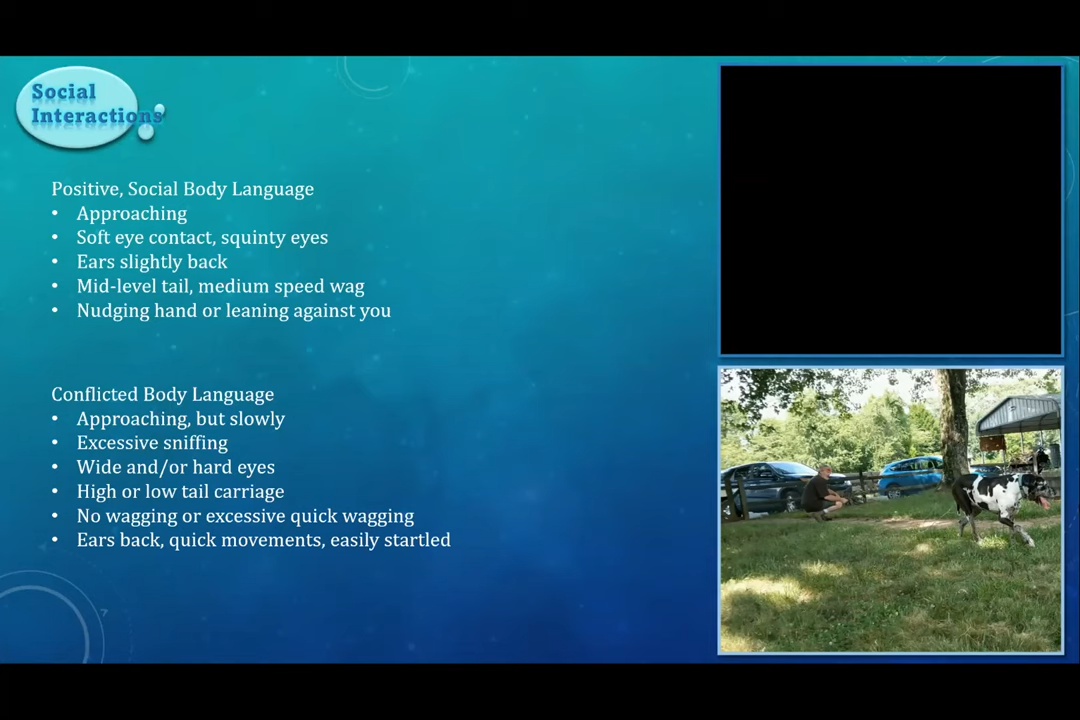 Social
Interactions
Positive, Social Body Language
• Approaching
• Soft eye contact, squinty eyes
• Ears slightly back
• Mid-level tail, medium speed wag
• Nudging hand or leaning against you
Conflicted Body Language
• Approaching, but slowly
• Excessive sniffing
• Wide and/or hard eyes
• High or low tail carriage
• No wagging or excessive quick wagging
• Ears back, quick movements, easily startled